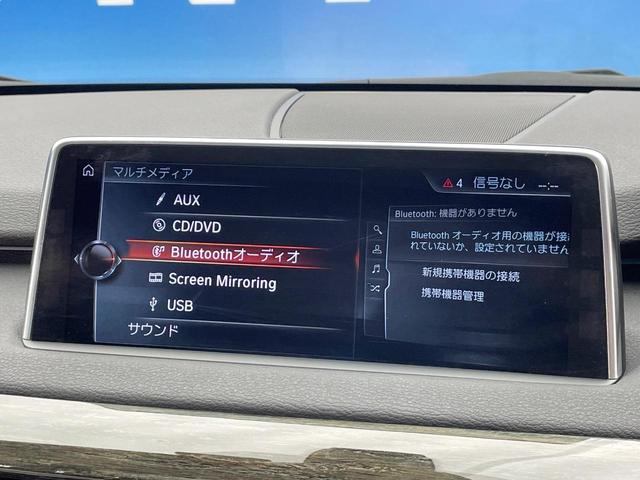 マルチメディア
4 信号なし --:--
AUX
CD/DVD
Bluetoothオーディオ
Screen Mirroring
USB
サウンド
Bluetooth: 機器がありません
Bluetooth オーディオ用の機器が接
れていないか、設定されていません
新規携帯機器の接続
携帯機器管理